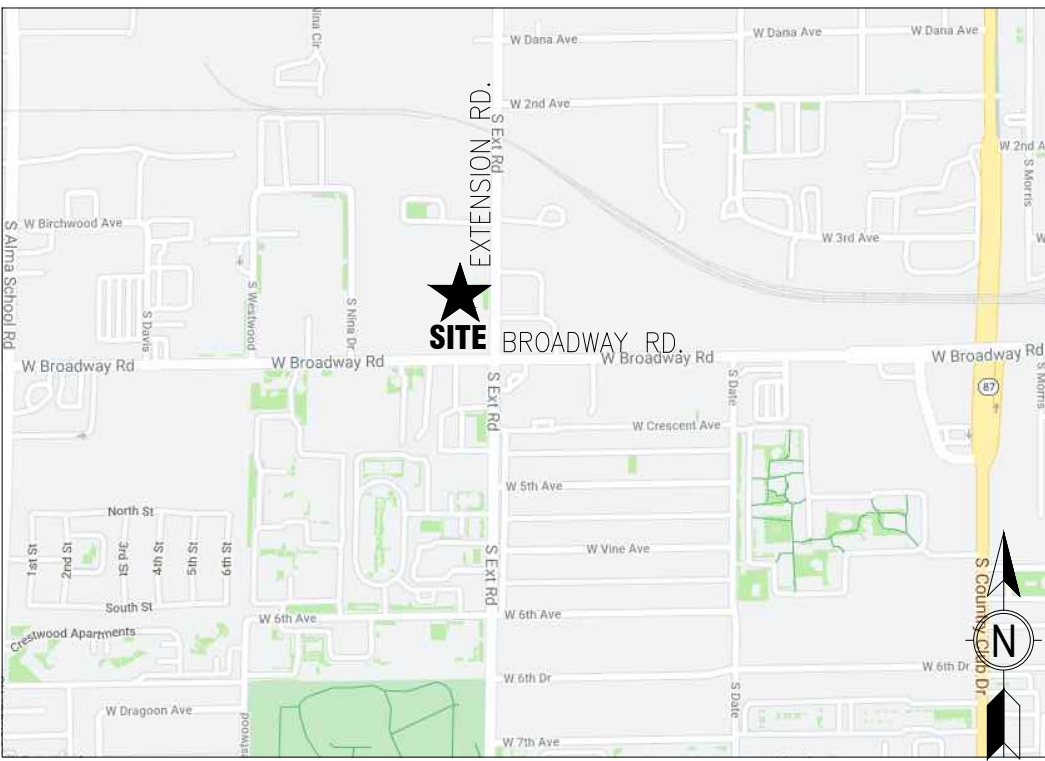 Nina Cir
W Dana Ave
W Dana Ave
W Dana Ave
W 2nd Ave
S Ext Rd
EXTENSION RD.
W 2nd A
S Morris
S Alma School Rd
W Birchwood Ave
W 3rd Ave
W
S Westwood
S Nina Dr
S Davis
SITE
BROADWAY RD.
W Broadway Rd
W Broadway Rd
W Broadway Rd
W Broadway Rd
S Ext Rd
S Date
87
S Morris
W Crescent Ave
W 5th Ave
North St
1st St
2nd St
3rd St
4th St
5th St
6th St
W Vine Ave
S Ext Rd
South St
W 6th Ave
W 6th Ave
Crestwood Apartments
S Country Club Dr
N
W 6th Dr
W 6th Dr
S Date
W Dragoon Ave
stwood
W 7th Ave